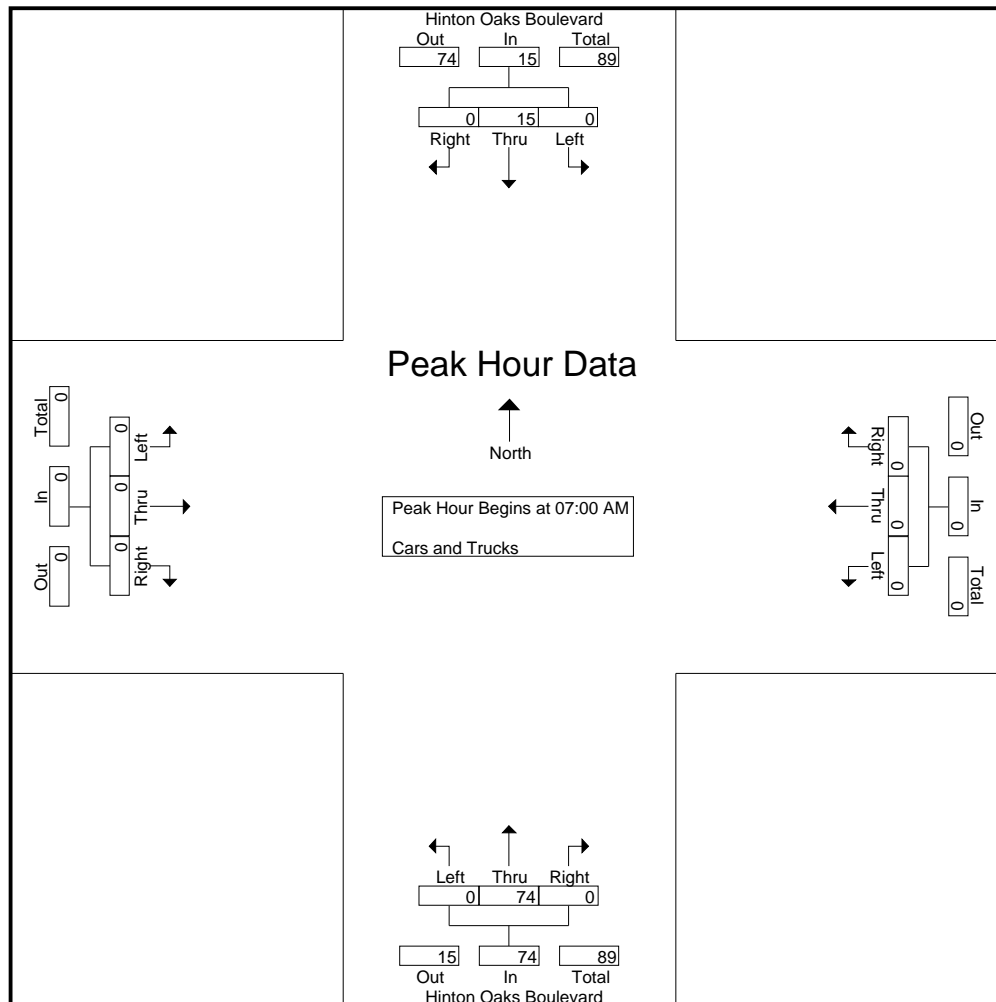 Hinton Oaks Boulevard
Out In Total
74 15 89
0 15 0
Right Thru Left
Peak Hour Data
North
Peak Hour Begins at 07:00 AM
Cars and Trucks
Total In Out
0 0 0
0 0 0
Left Thru Right
Right Thru Left
0 0 0
Out In Total
0 0 0
Left Thru Right
0 74 0
15 74 89
Out In Total
Hinton Oaks Boulevard